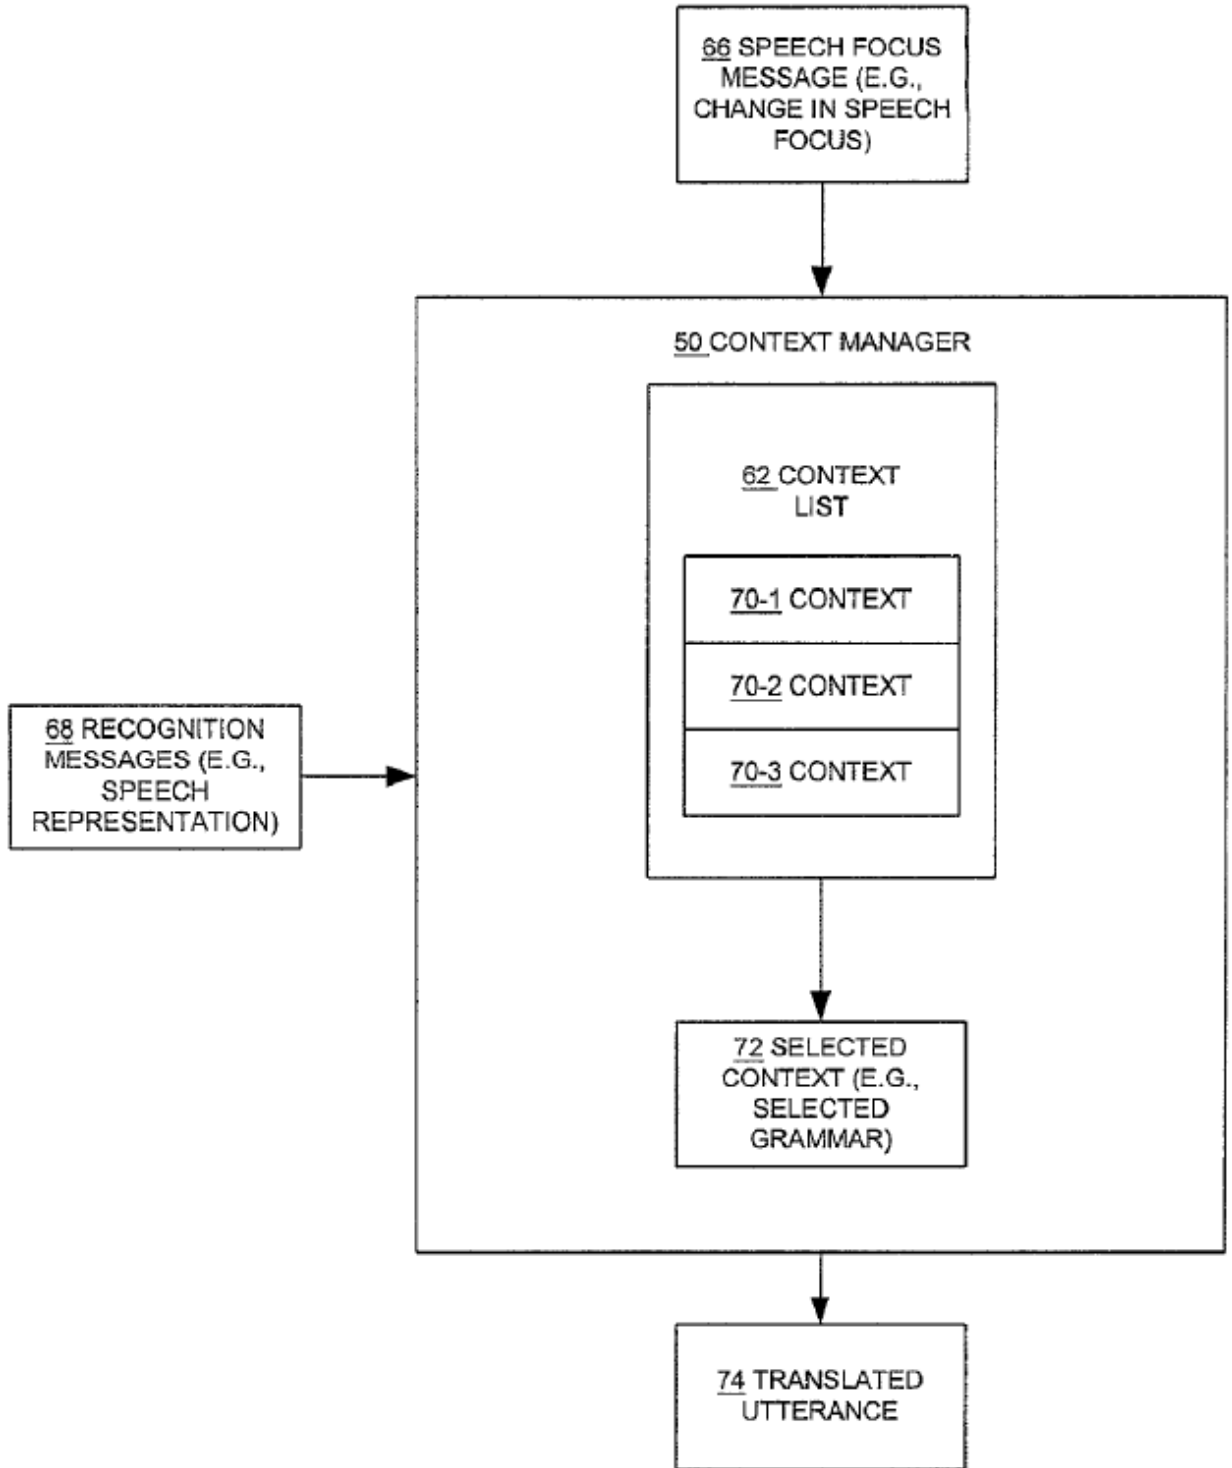 66 SPEECH FOCUS
MESSAGE (E.G.,
CHANGE IN SPEECH
FOCUS)
50 CONTEXT MANAGER
62 CONTEXT
LIST
70-1 CONTEXT
70-2 CONTEXT
70-3 CONTEXT
68 RECOGNITION
MESSAGES (E.G.,
SPEECH
REPRESENTATION)
72 SELECTED
CONTEXT (E.G.,
SELECTED
GRAMMAR)
74 TRANSLATED
UTTERANCE